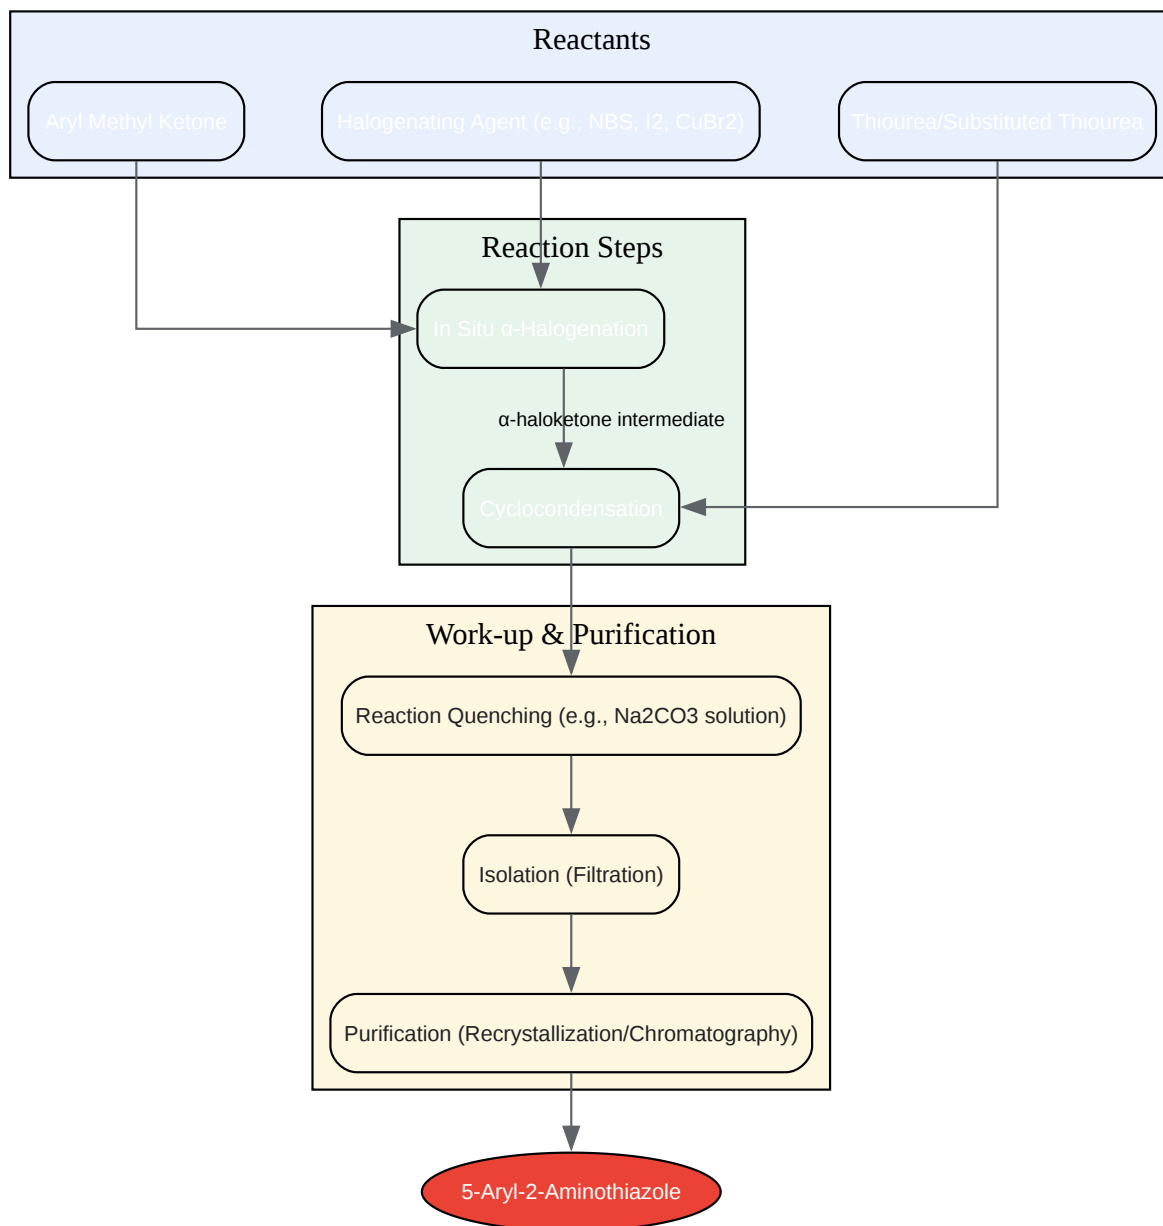 Reactants
Aryl Methyl Ketone
Halogenating Agent (e.g., NBS, I2, CuBr2)
Thiourea/Substituted Thiourea
Reaction Steps
In Situ α-Halogenation
α-haloketone intermediate
Cyclocondensation
Work-up & Purification
Reaction Quenching (e.g., Na2CO3 solution)
Isolation (Filtration)
Purification (Recrystallization/Chromatography)
5-Aryl-2-Aminothiazole